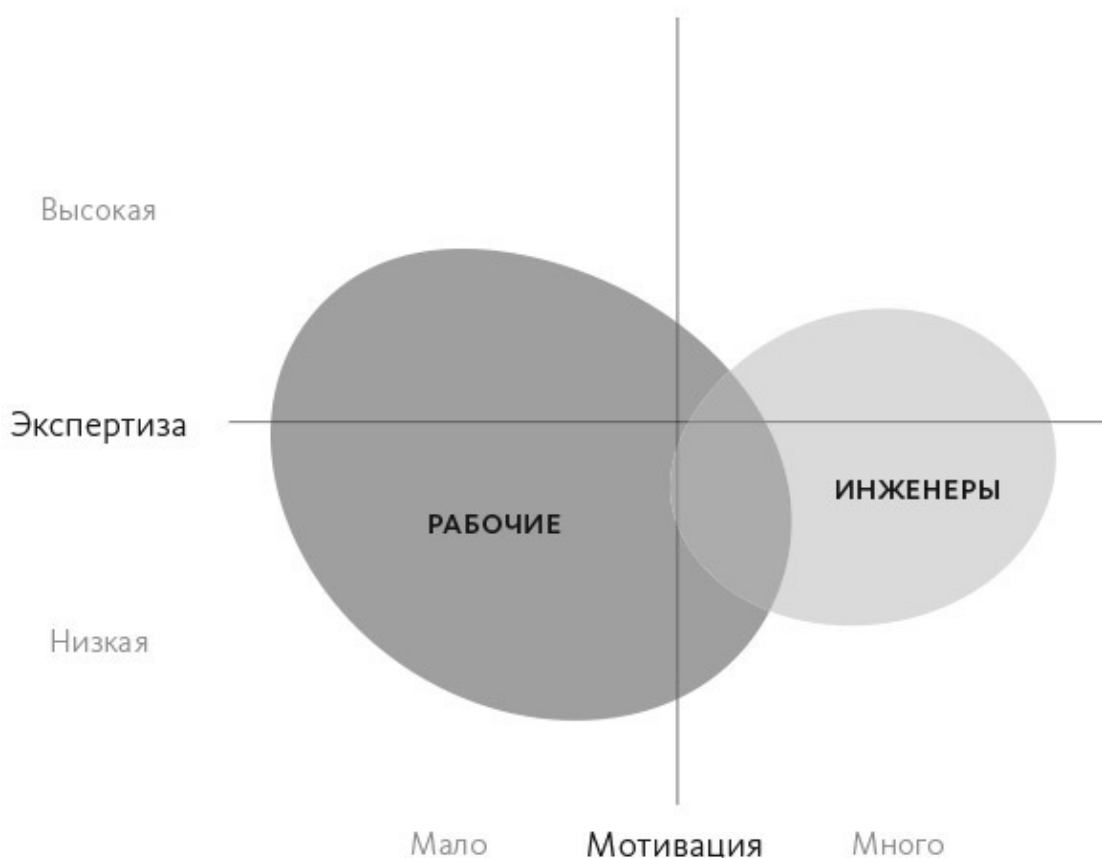 Высокая
Экспертиза
ИНЖЕНЕРЫ
РАБОЧИЕ
Низкая
Мало Мотивация Много